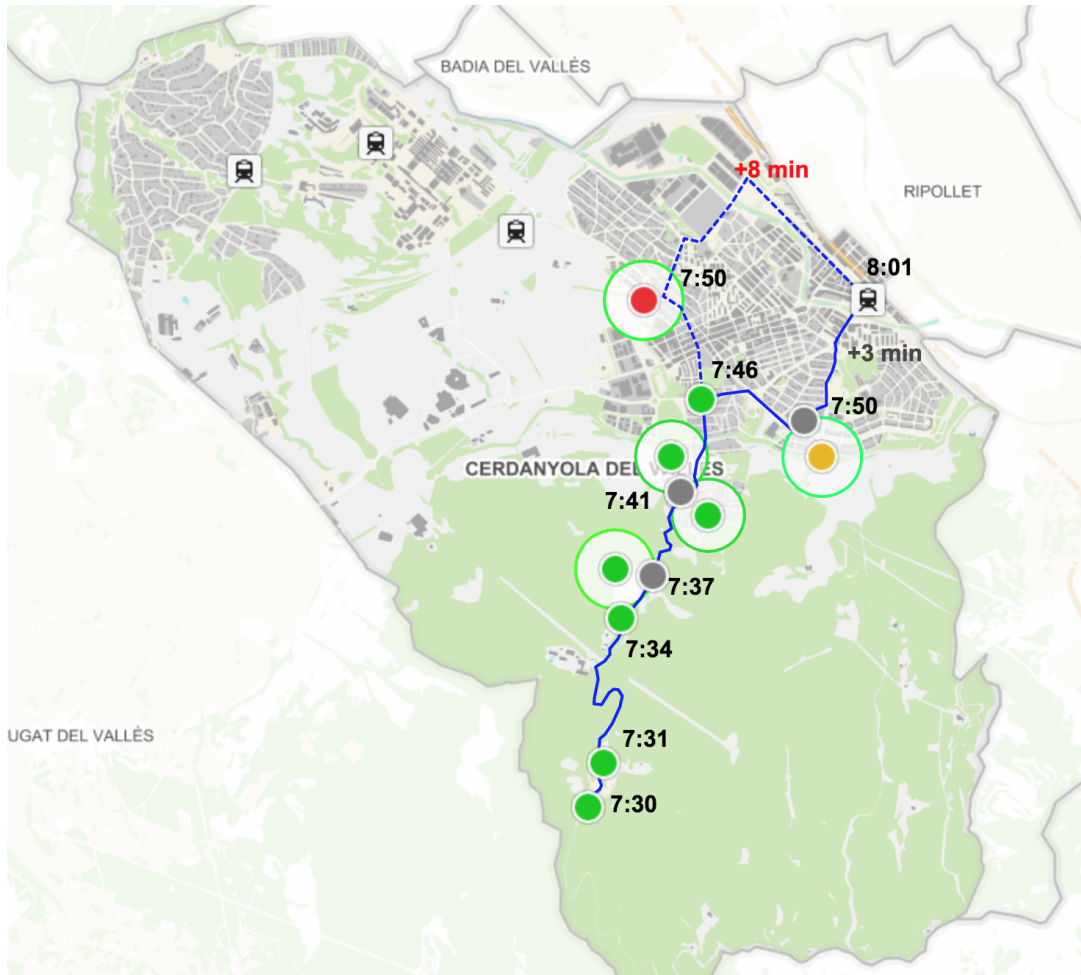 BADIA DEL VALLÈS
+8 min
RIPOLLET
8:01
7:50
+3 min
7:46
7:50
CERDANYOLA DEL VALLÈS
7:41
7:37
7:34
UGAT DEL VALLÈS
7:31
7:30